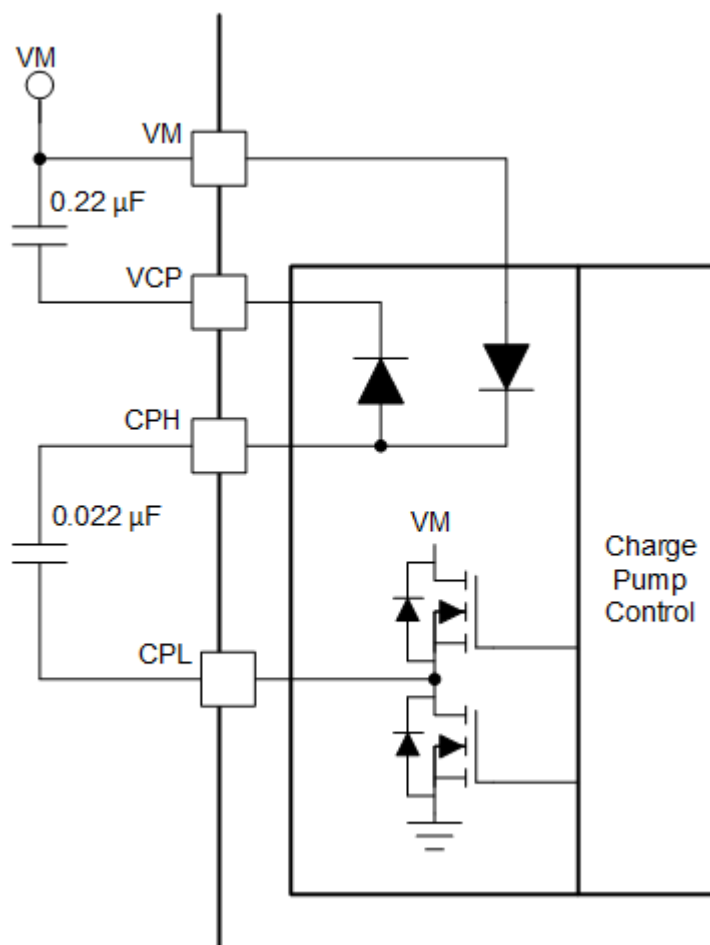 VM
VM
0.22 µF
VCP
CPH
0.022 µF
VM
Charge
Pump
Control
CPL